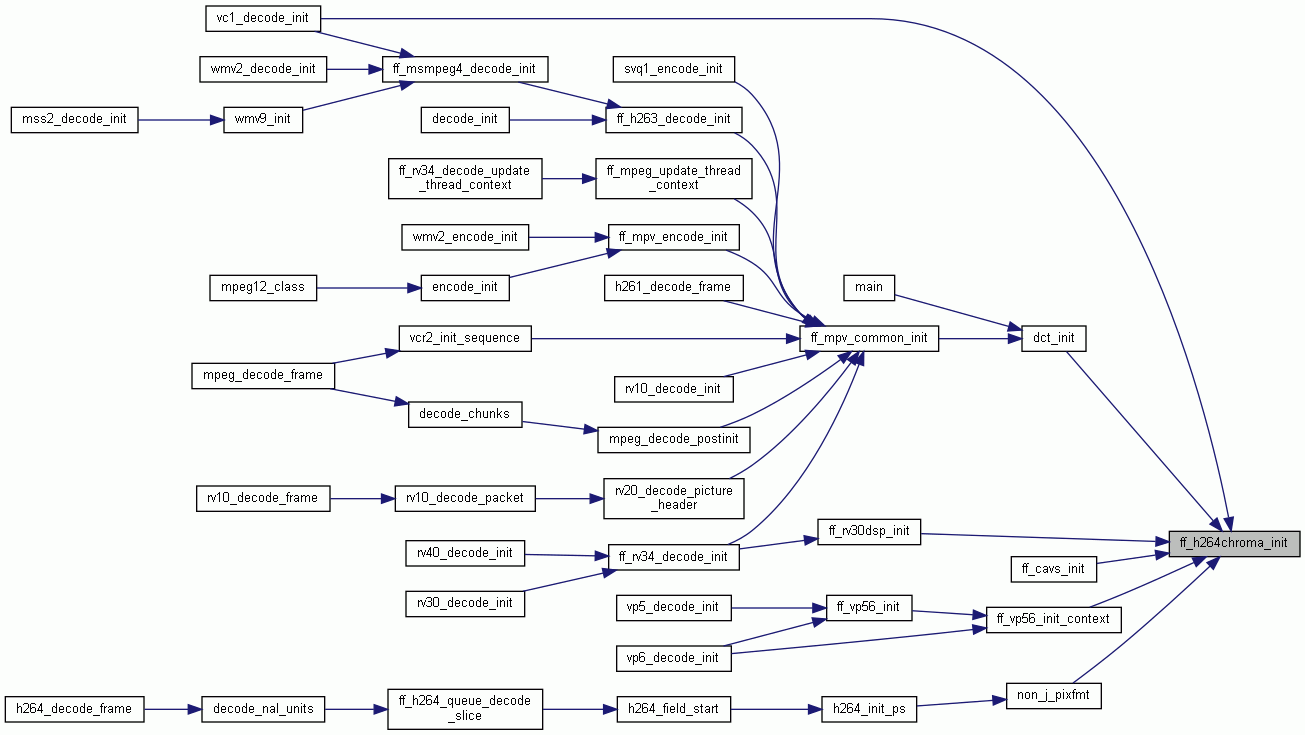 vc1_decode_init
wmv2_decode_init
ff_msmpeg4_decode_init
svq1_encode_init
mss2_decode_init
wmv9_init
decode_init
ff_h263_decode_init
ff_rv34_decode_update
_thread_context
ff_mpeg_update_thread
_context
wmv2_encode_init
ff_mpv_encode_init
mpeg12_class
encode_init
h261_decode_frame
main
vcr2_init_sequence
ff_mpv_common_init
dct_init
mpeg_decode_frame
rv10_decode_init
decode_chunks
mpeg_decode_postinit
rv10_decode_frame
rv10_decode_packet
rv20_decode_picture
_header
rv40_decode_init
ff_rv34_decode_init
ff_rv30dsp_init
ff_h264chroma_init
ff_cavs_init
rv30_decode_init
vp5_decode_init
ff_vp56_init
ff_vp56_init_context
vp6_decode_init
h264_decode_frame
decode_nal_units
ff_h264_queue_decode
_slice
h264_field_start
h264_init_ps
non_j_pixfmt